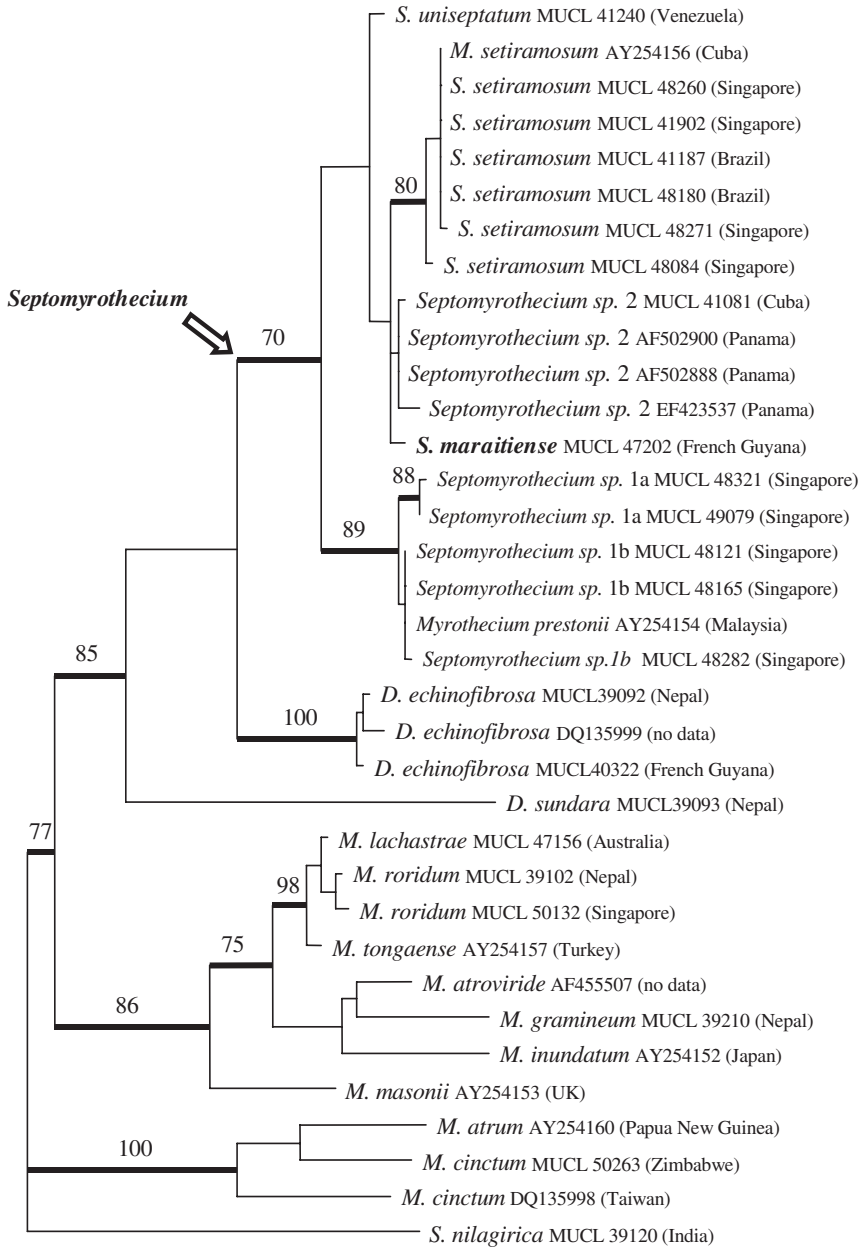 S. uniseptatum MUCL 41240 (Venezuela)
M. setiramosum AY254156 (Cuba)
S. setiramosum MUCL 48260 (Singapore)
S. setiramosum MUCL 41902 (Singapore)
S. setiramosum MUCL 41187 (Brazil)
80
S. setiramosum MUCL 48180 (Brazil)
S. setiramosum MUCL 48271 (Singapore)
S. setiramosum MUCL 48084 (Singapore)
Septomyrothecium
Septomyrothecium sp. 2 MUCL 41081 (Cuba)
70
Septomyrothecium sp. 2 AF502900 (Panama)
Septomyrothecium sp. 2 AF502888 (Panama)
Septomyrothecium sp. 2 EF423537 (Panama)
S. maraitiense MUCL 47202 (French Guyana)
88
Septomyrothecium sp. 1a MUCL 48321 (Singapore)
Septomyrothecium sp. 1a MUCL 49079 (Singapore)
89
Septomyrothecium sp. 1b MUCL 48121 (Singapore)
Septomyrothecium sp. 1b MUCL 48165 (Singapore)
Myrothecium prestonii AY254154 (Malaysia)
85
Septomyrothecium sp.1b MUCL 48282 (Singapore)
D. echinofibrosa MUCL39092 (Nepal)
100
D. echinofibrosa DQ135999 (no data)
D. echinofibrosa MUCL40322 (French Guyana)
D. sundara MUCL39093 (Nepal)
77
M. lachastrae MUCL 47156 (Australia)
M. roridum MUCL 39102 (Nepal)
98
M. roridum MUCL 50132 (Singapore)
75
M. tongaense AY254157 (Turkey)
M. atroviride AF455507 (no data)
86
M. gramineum MUCL 39210 (Nepal)
M. inundatum AY254152 (Japan)
M. masonii AY254153 (UK)
M. atrum AY254160 (Papua New Guinea)
100
M. cinctum MUCL 50263 (Zimbabwe)
M. cinctum DQ135998 (Taiwan)
S. nilagirica MUCL 39120 (India)